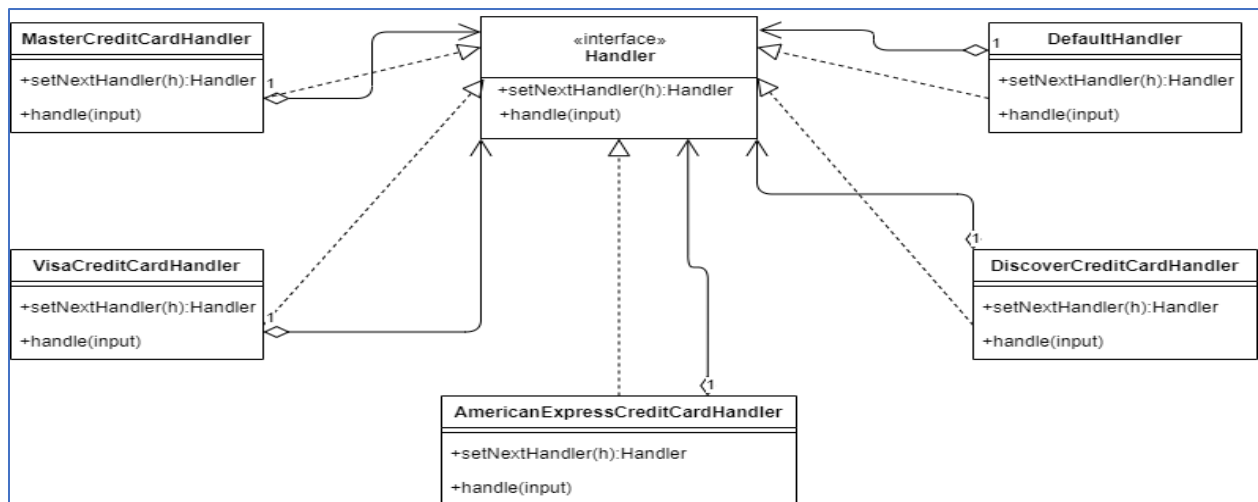 MasterCreditCardHandler
+setNextHandler(h):Handler
+handle(input)
1
«interface»
Handler
+setNextHandler(h):Handler
+handle(input)
1
DefaultHandler
+setNextHandler(h):Handler
+handle(input)
VisaCreditCardHandler
+setNextHandler(h):Handler
+handle(input)
1
1
DiscoverCreditCardHandler
+setNextHandler(h):Handler
+handle(input)
1
AmericanExpressCreditCardHandler
+setNextHandler(h):Handler
+handle(input)